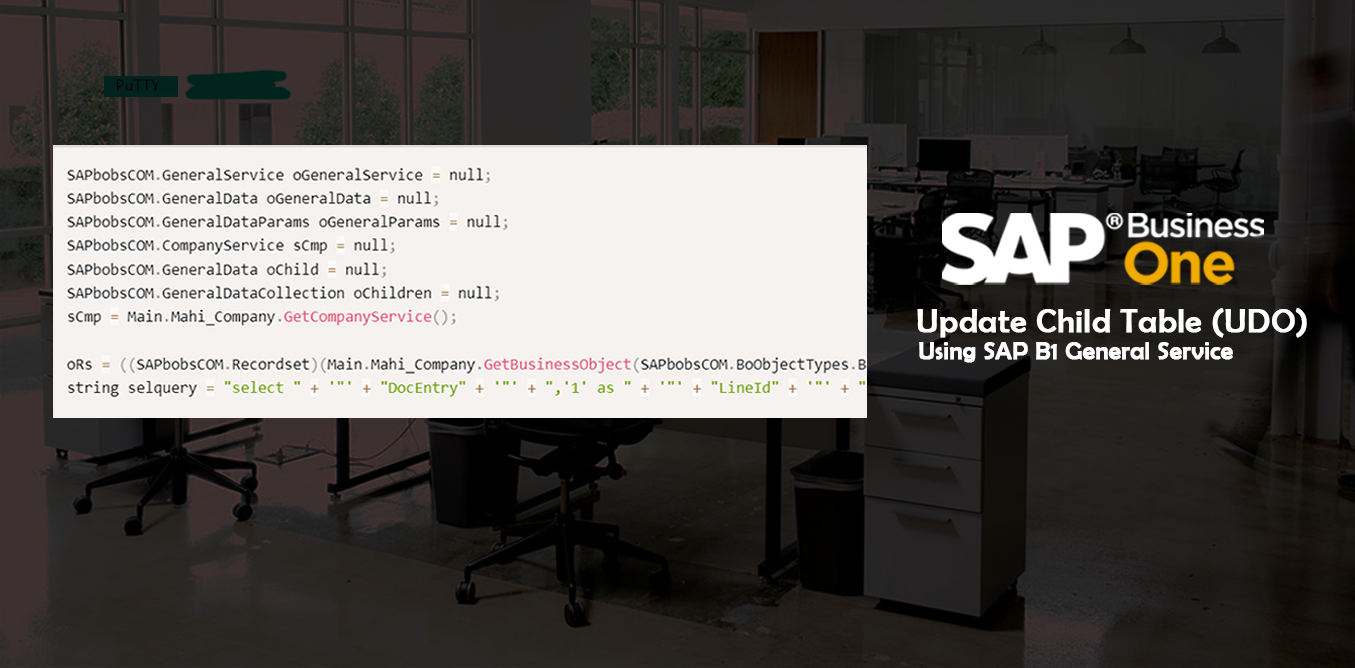 PuTTY
SAPbobsCOM.GeneralService oGeneralService = null;
SAPbobsCOM.GeneralData oGeneralData = null;
SAPbobsCOM.GeneralDataParams oGeneralParams = null;
SAPbobsCOM.CompanyService sCmp = null;
SAPbobsCOM.GeneralData oChild = null;
SAPbobsCOM.GeneralDataCollection oChildren = null;
sCmp = Main.Mahi_Company.GetCompanyService();
oRs = ((SAPbobsCOM.Recordset)(Main.Mahi_Company.GetBusinessObject(SAPbobsCOM.BoObjectTypes.B
string selquery = "select " + '"' + "DocEntry" + '"' + ",'1' as " + '"' + "LineId" + '"' + "
SAP® Business
One
Update Child Table (UDO)
Using SAP B1 General Service